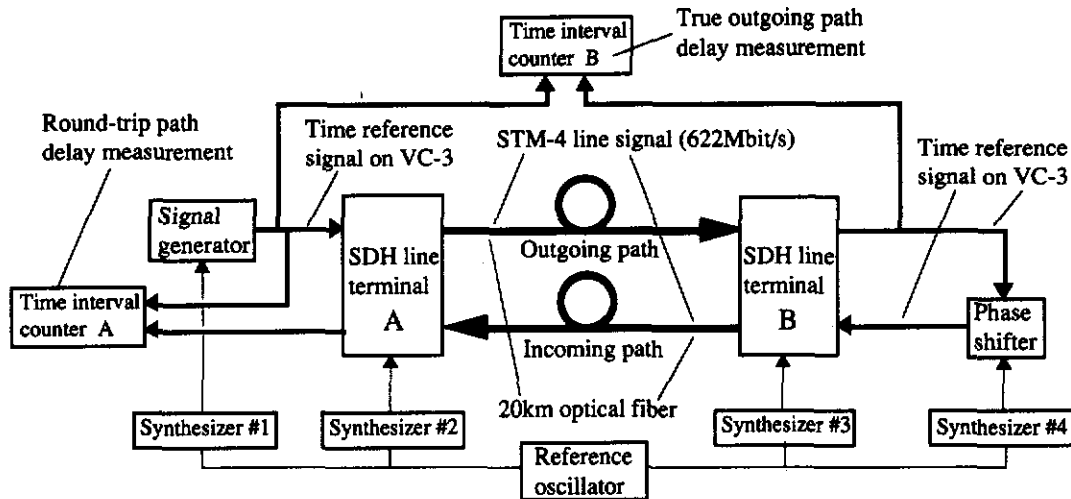 Time interval
counter B
True outgoing path
delay measurement
Round-trip path
delay measurement
Time reference
signal on VC-3
STM-4 line signal (622Mbit/s)
Time reference
signal on VC-3
Signal
generator
SDH line
terminal
A
Outgoing path
SDH line
terminal
B
Time interval
counter A
Incoming path
Phase
shifter
20km optical fiber
Synthesizer #1
Synthesizer #2
Synthesizer #3
Synthesizer #4
Reference
oscillator